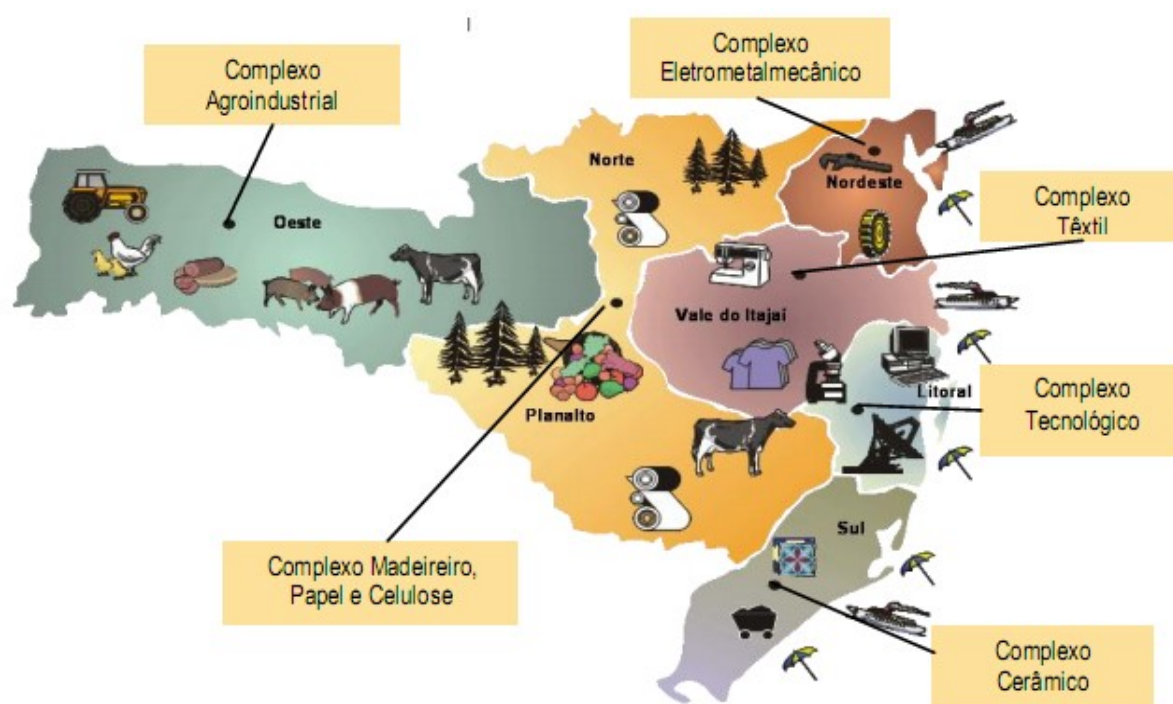 Complexo
Agroindustrial
Complexo
Eletrometalmecânico
Norte
Nordeste
Complexo
Têxtil
Oeste
Vale do Itajaí
Litoral
Complexo
Tecnológico
Planalto
Sul
Complexo Madeireiro,
Papel e Celulose
Complexo
Cerâmico